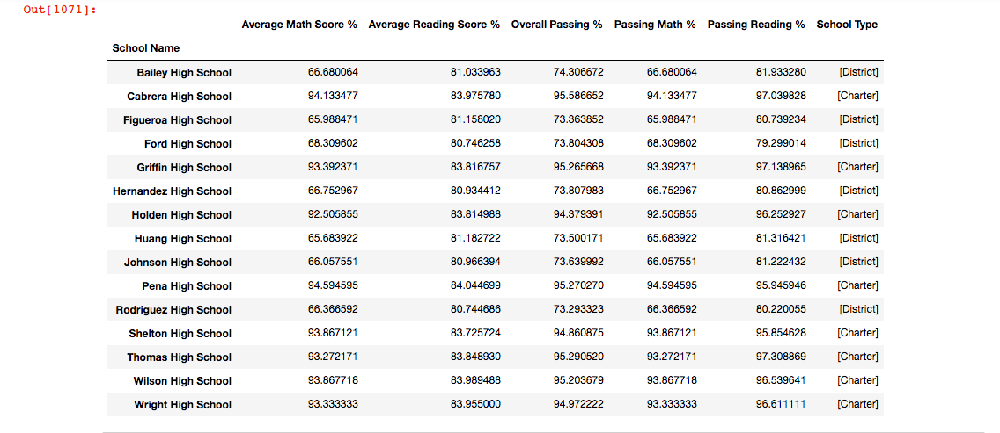 Out[1071]:
Average Math Score % Average Reading Score % Overall Passing % Passing Math % Passing Reading % School Type
School Name
Bailey High School 66.680064 81.033963 74.306672 66.680064 81.933280 [District]
Cabrera High School 94.133477 83.975780 95.586652 94.133477 97.039828 [Charter]
Figueroa High School 65.988471 81.158020 73.363852 65.988471 80.739234 [District]
Ford High School 68.309602 80.746258 73.804308 68.309602 79.299014 [District]
Griffin High School 93.392371 83.816757 95.265668 93.392371 97.138965 [Charter]
Hernandez High School 66.752967 80.934412 73.807983 66.752967 80.862999 [District]
Holden High School 92.505855 83.814988 94.379391 92.505855 96.252927 [Charter]
Huang High School 65.683922 81.182722 73.500171 65.683922 81.316421 [District]
Johnson High School 66.057551 80.966394 73.639992 66.057551 81.222432 [District]
Pena High School 94.594595 84.044699 95.270270 94.594595 95.945946 [Charter]
Rodriguez High School 66.366592 80.744686 73.293323 66.366592 80.220055 [District]
Shelton High School 93.867121 83.725724 94.860875 93.867121 95.854628 [Charter]
Thomas High School 93.272171 83.848930 95.290520 93.272171 97.308869 [Charter]
Wilson High School 93.867718 83.989488 95.203679 93.867718 96.539641 [Charter]
Wright High School 93.333333 83.955000 94.972222 93.333333 96.611111 [Charter]